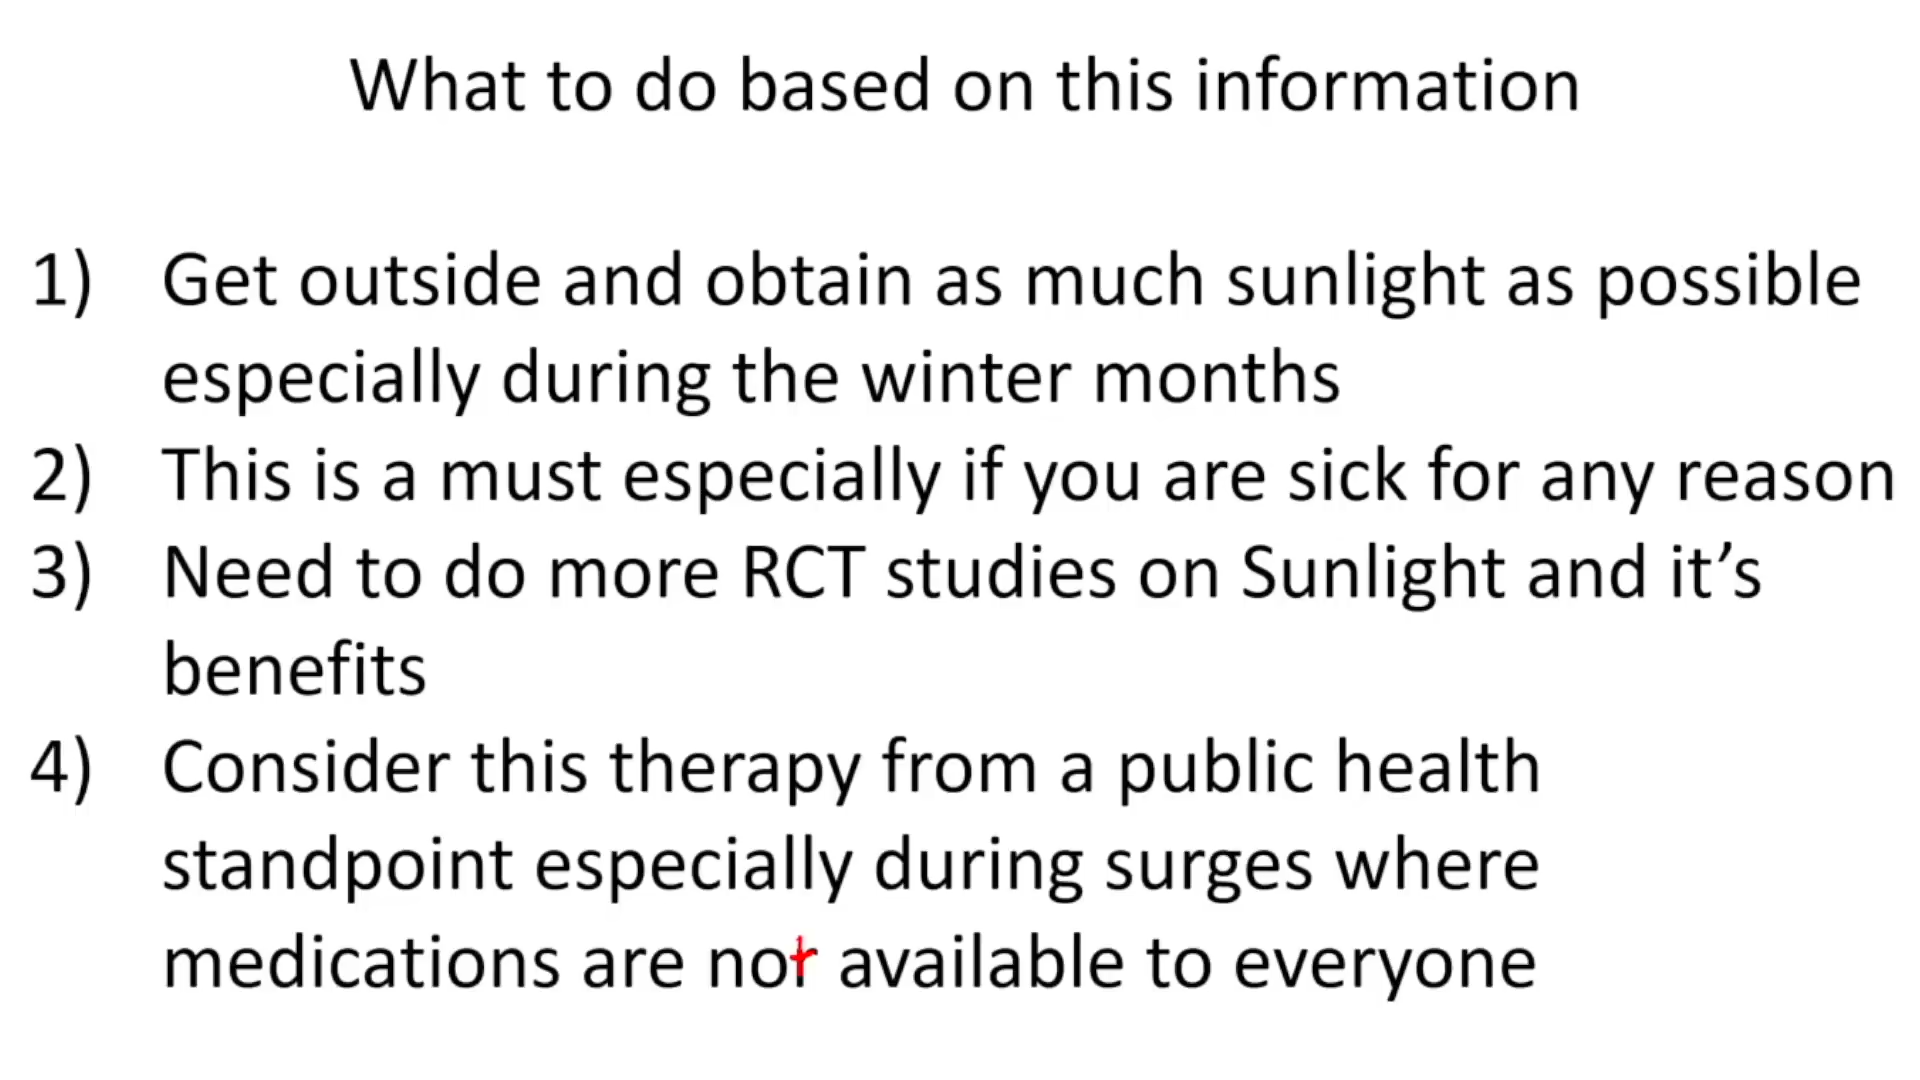 What to do based on this information
1) Get outside and obtain as much sunlight as possible
especially during the winter months
2) This is a must especially if you are sick for any reason
3) Need to do more RCT studies on Sunlight and it’s
benefits
4) Consider this therapy from a public health
standpoint especially during surges where
medications are not available to everyone